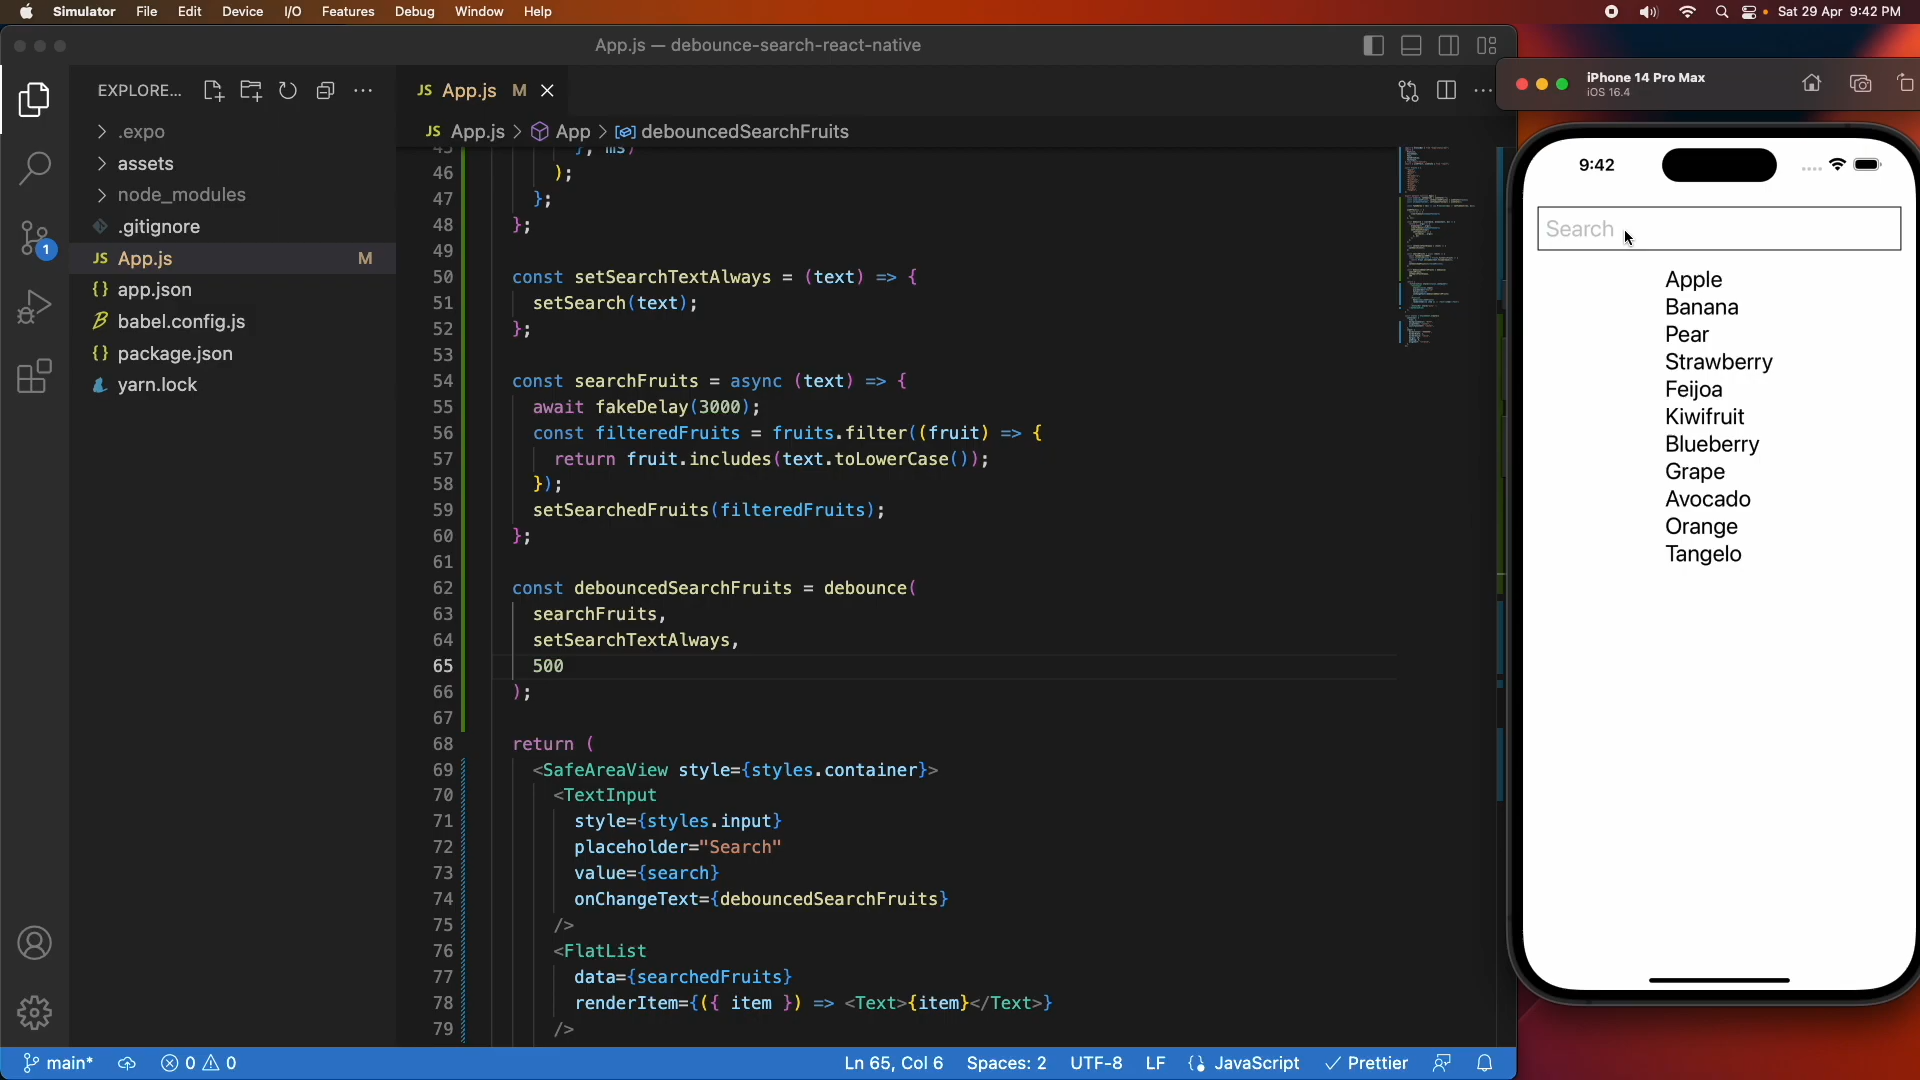 Simulator File Edit Device I/O Features Debug Window Help
Sat 29 Apr 9:42 PM
App.js — debounce-search-react-native
EXPLORE...
JS App.js M
JS App.js > App > debouncedSearchFruits
.expo
assets
node_modules
.gitignore
JS App.js M
{} app.json
babel.config.js
{} package.json
yarn.lock
1
45 }, ms)
46 );
47 };
48 };
49
50 const setSearchTextAlways = (text) => {
51 setSearch(text);
52 };
53
54 const searchFruits = async (text) => {
55 await fakeDelay(3000);
56 const filteredFruits = fruits.filter((fruit) => {
57 return fruit.includes(text.toLowerCase());
58 });
59 setSearchedFruits(filteredFruits);
60 };
61
62 const debouncedSearchFruits = debounce(
63 searchFruits,
64 setSearchTextAlways,
65 500
66 );
67
68 return (
69 <SafeAreaView style={styles.container}>
70 <TextInput
71 style={styles.input}
72 placeholder="Search"
73 value={search}
74 onChangeText={debouncedSearchFruits}
75 />
76 <FlatList
77 data={searchedFruits}
78 renderItem={({ item }) => <Text>{item}</Text>}
79 />
main* 0 0
Ln 65, Col 6 Spaces: 2 UTF-8 LF {} JavaScript Prettier
iPhone 14 Pro Max
iOS 16.4
9:42
Search
Apple
Banana
Pear
Strawberry
Feijoa
Kiwifruit
Blueberry
Grape
Avocado
Orange
Tangelo